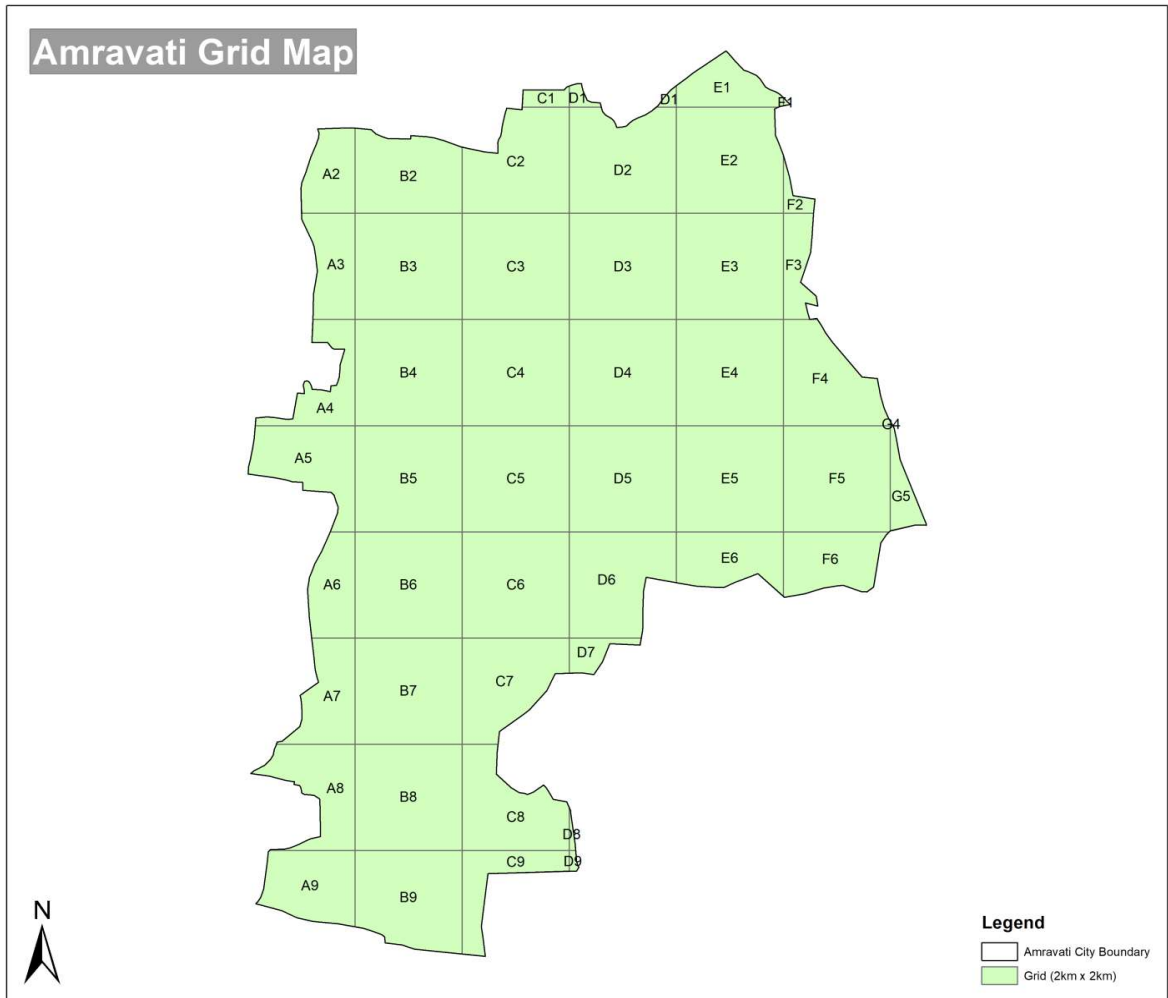 Amravati Grid Map
C1 D1 D1 E1 F1
A2 B2 C2 D2 E2 F2
A3 B3 C3 D3 E3 F3
A4 B4 C4 D4 E4 F4 G4
A5 B5 C5 D5 E5 F5 G5
A6 B6 C6 D6 E6 F6
A7 B7 C7 D7
A8 B8 C8 D8
A9 B9 C9 D9
N
Legend
Amravati City Boundary
Grid (2km x 2km)